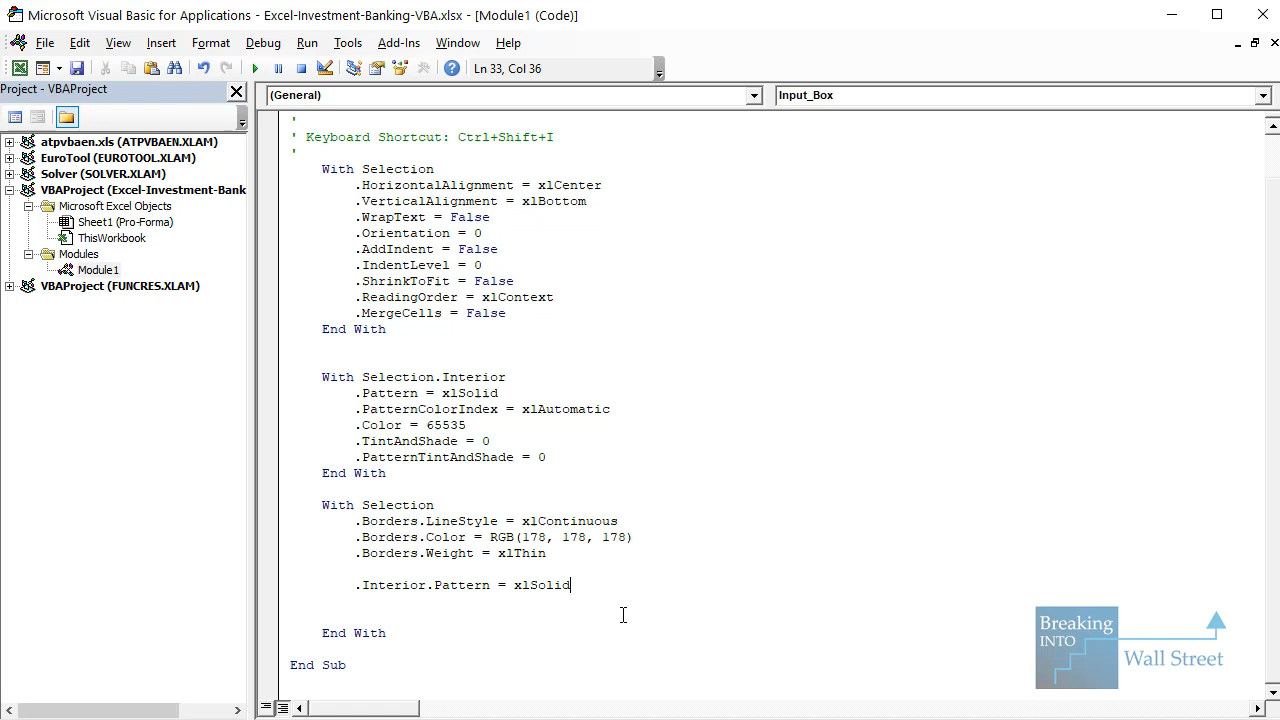 Microsoft Visual Basic for Applications - Excel-Investment-Banking-VBA.xlsx - [Module1 (Code)]
File Edit View Insert Format Debug Run Tools Add-Ins Window Help
Ln 33, Col 36
Project - VBAProject
(General)
Input_Box
atpvbaen.xls (ATPVBAEN.XLAM)
EuroTool (EUROTOOL.XLAM)
Solver (SOLVER.XLAM)
VBAProject (Excel-Investment-Bank
Microsoft Excel Objects
Sheet1 (Pro-Forma)
ThisWorkbook
Modules
Module1
VBAProject (FUNCRES.XLAM)
'
' Keyboard Shortcut: Ctrl+Shift+I
'
With Selection
.HorizontalAlignment = xlCenter
.VerticalAlignment = xlBottom
.WrapText = False
.Orientation = 0
.AddIndent = False
.IndentLevel = 0
.ShrinkToFit = False
.ReadingOrder = xlContext
.MergeCells = False
End With
With Selection.Interior
.Pattern = xlSolid
.PatternColorIndex = xlAutomatic
.Color = 65535
.TintAndShade = 0
.PatternTintAndShade = 0
End With
With Selection
.Borders.LineStyle = xlContinuous
.Borders.Color = RGB(178, 178, 178)
.Borders.Weight = xlThin
.Interior.Pattern = xlSolid
End With
End Sub
Breaking
INTO
Wall Street